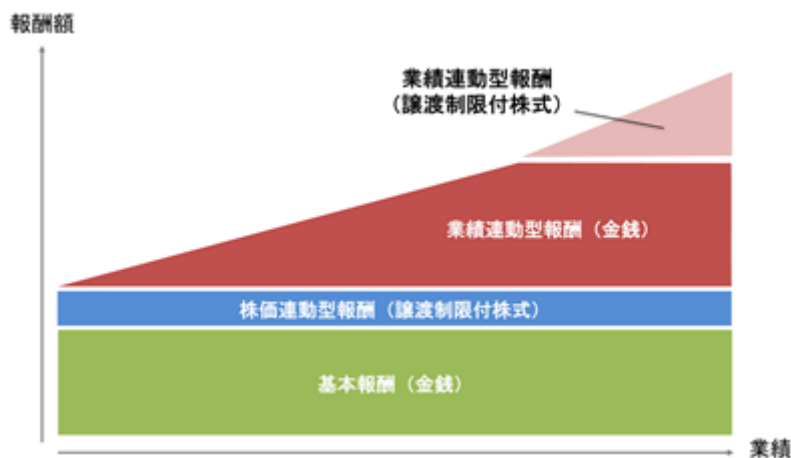 報酬額
業績連動型報酬
（譲渡制限付株式）
業績連動型報酬（金銭）
株価連動型報酬（譲渡制限付株式）
基本報酬（金銭）
業績